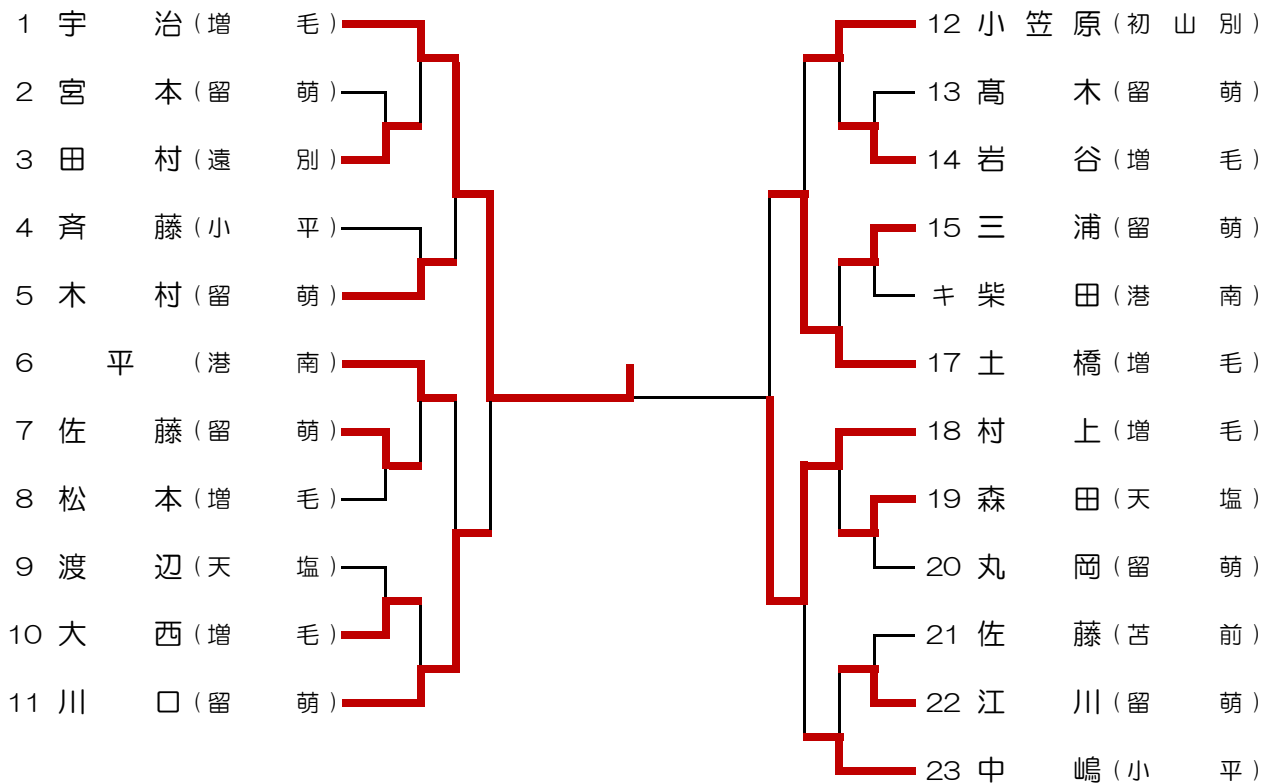 1 宇治(増毛)
2 宮本(留萌)
3 田村(遠別)
4 斉藤(小平)
5 木村(留萌)
6 平(港南)
7 佐藤(留萌)
8 松本(増毛)
9 渡辺(天塩)
10 大西(増毛)
11 川口(留萌)
12 小笠原(初山別)
13 髙木(留萌)
14 岩谷(増毛)
15 三浦(留萌)
キ 柴田(港南)
17 土橋(増毛)
18 村上(増毛)
19 森田(天塩)
20 丸岡(留萌)
21 佐藤(苫前)
22 江川(留萌)
23 中嶋(小平)